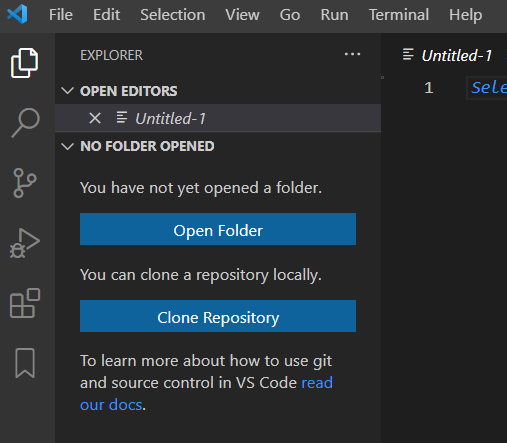 File Edit Selection View Go Run Terminal Help
EXPLORER ···
Untitled-1
OPEN EDITORS
1
Untitled-1
NO FOLDER OPENED
You have not yet opened a folder.
Open Folder
You can clone a repository locally.
Clone Repository
To learn more about how to use git
and source control in VS Code read
our docs.